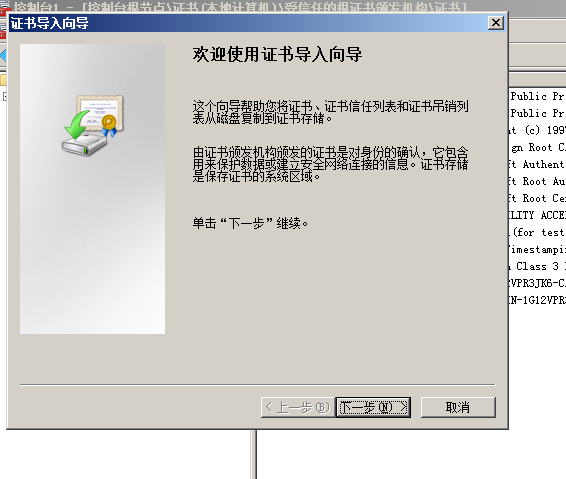 控制台1 - [控制台根节点\证书(本地计算机)\受信任的根证书颁发机构\证书]
证书导入向导
欢迎使用证书导入向导
这个向导帮助您将证书、证书信任列表和证书吊销列
表从磁盘复制到证书存储。
由证书颁发机构颁发的证书是对身份的确认，它包含
用来保护数据或建立安全网络连接的信息。证书存储
是保存证书的系统区域。
单击“下一步”继续。
< 上一步(B)
下一步(N) >
取消
Public Pr
Public Pr
t (c) 1997
gn Root C
ft Authent
ft Root Au
ft Root Cer
ILITY ACCE
(for test
Timestampin
Class 3
VPR3JK6-C
N-1G12VPR